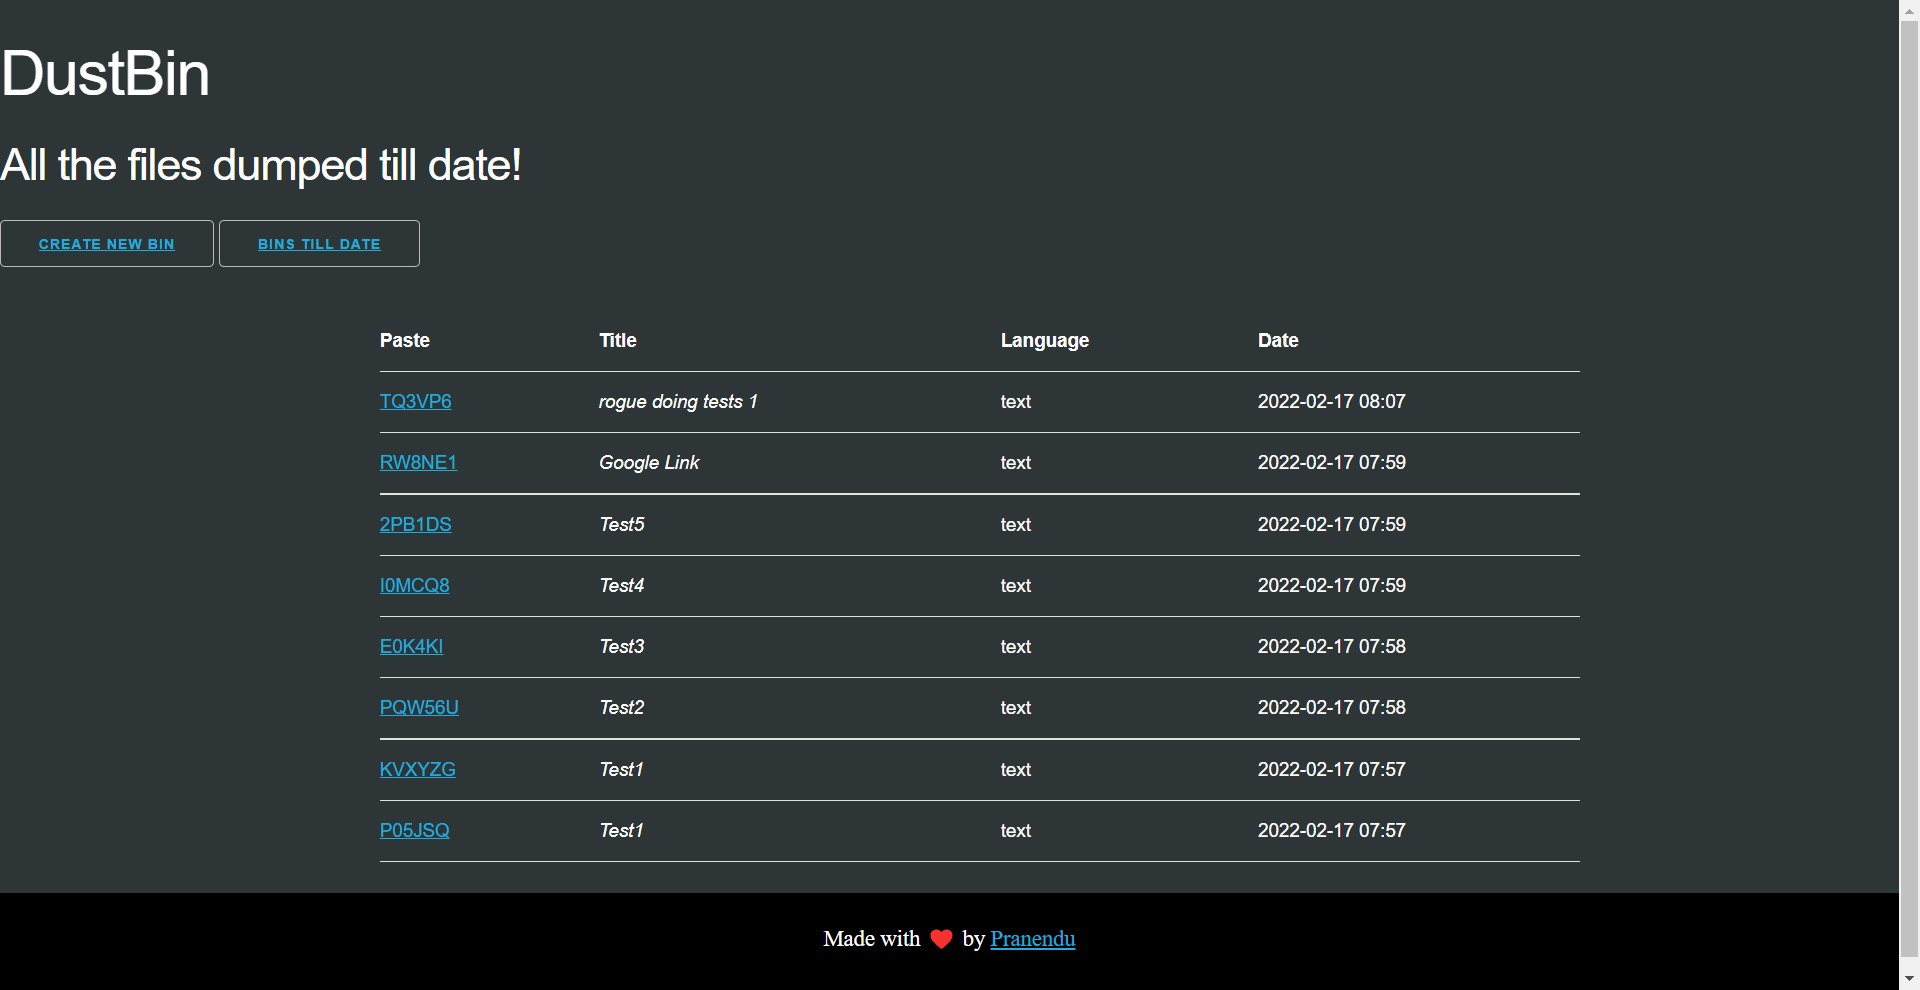 DustBin
All the files dumped till date!
CREATE NEW BIN BINS TILL DATE
Paste Title Language Date
TQ3VP6 rogue doing tests 1 text 2022-02-17 08:07
RW8NE1 Google Link text 2022-02-17 07:59
2PB1DS Test5 text 2022-02-17 07:59
I0MCQ8 Test4 text 2022-02-17 07:59
E0K4KI Test3 text 2022-02-17 07:58
PQW56U Test2 text 2022-02-17 07:58
KVXYZG Test1 text 2022-02-17 07:57
P05JSQ Test1 text 2022-02-17 07:57
Made with ❤ by Pranendu